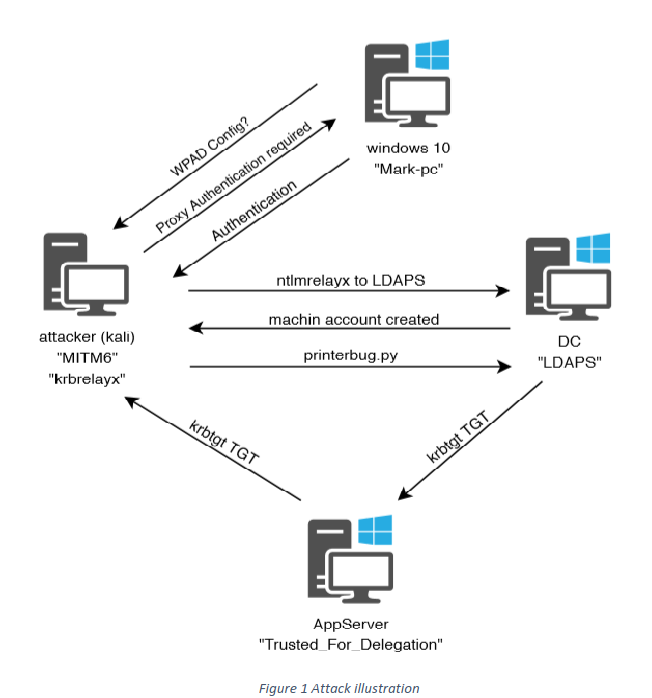 windows 10
"Mark-pc"
WPAD Config?
Proxy Authentication required
Authentication
attacker (kali)
"MITM6"
"krbrelayx"
ntlmrelayx to LDAPS
machin account created
printerbug.py
DC
"LDAPS"
krbtgt TGT
krbtgt TGT
AppServer
"Trusted_For_Delegation"
Figure 1 Attack illustration